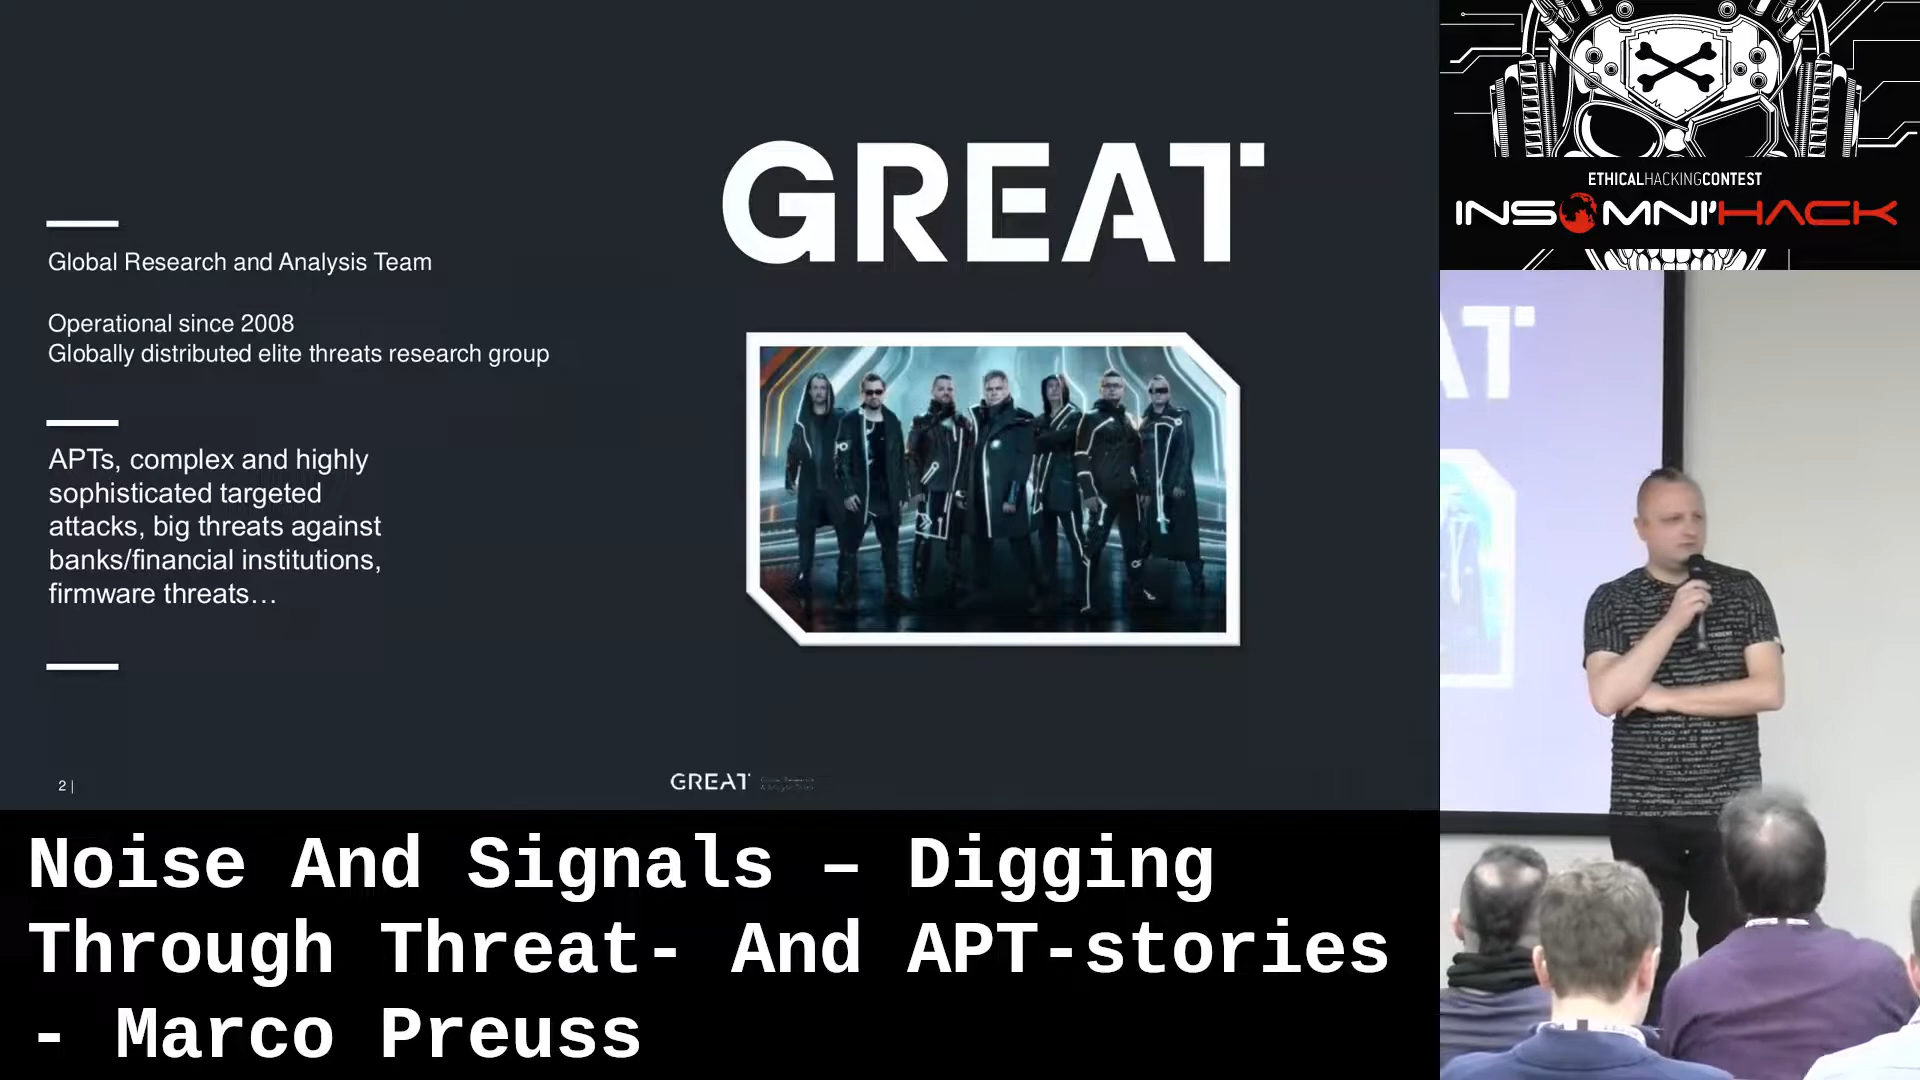 GREAT
Global Research and Analysis Team
Operational since 2008
Globally distributed elite threats research group
APTs, complex and highly
sophisticated targeted
attacks, big threats against
banks/financial institutions,
firmware threats…
2 |
GREAT
ETHICALHACKINGCONTEST
INSOMNI'HACK
AT
Noise And Signals – Digging
Through Threat- And APT-stories
- Marco Preuss